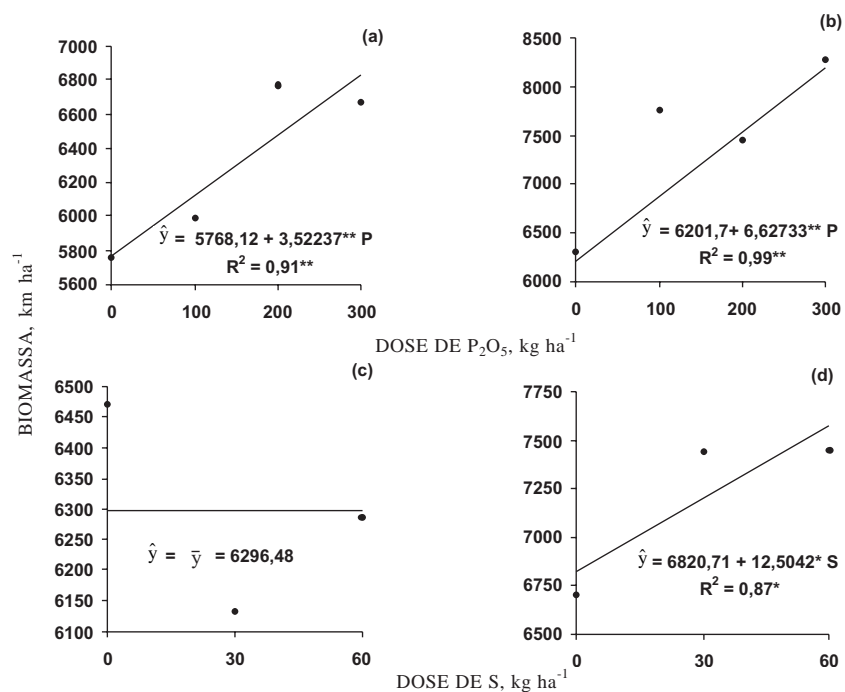 (a)
7000
6800
6600
6400
6200
6000
5800
5600
0 100 200 300
ŷ = 5768,12 + 3,52237** P
R² = 0,91**
(b)
8500
8000
7500
7000
6500
6000
0 100 200 300
ŷ = 6201,7+ 6,62733** P
R² = 0,99**
BIOMASSA, km ha⁻¹
DOSE DE P₂O₅, kg ha⁻¹
(c)
6500
6450
6400
6350
6300
6250
6200
6150
6100
0 30 60
ŷ = ȳ = 6296,48
(d)
7750
7500
7250
7000
6750
6500
0 30 60
ŷ = 6820,71 + 12,5042* S
R² = 0,87*
DOSE DE S, kg ha⁻¹